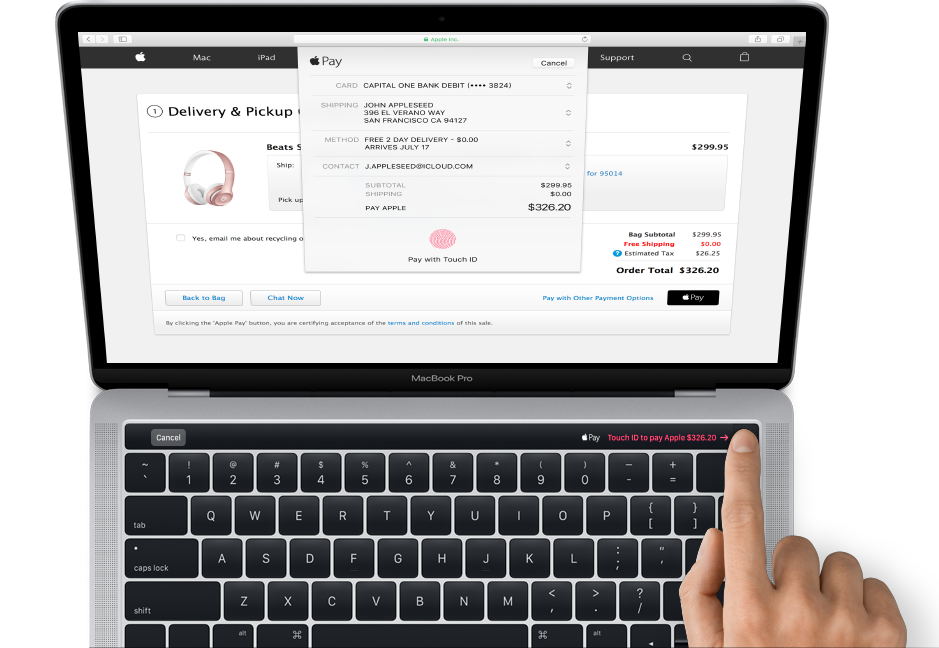 Apple Inc.
Mac
iPad
Support
Pay
Cancel
CARD CAPITAL ONE BANK DEBIT (•••• 3824)
SHIPPING JOHN APPLESEED
396 EL VERANO WAY
SAN FRANCISCO CA 94127
METHOD FREE 2 DAY DELIVERY - $0.00
ARRIVES JULY 17
CONTACT J.APPLESEED@ICLOUD.COM
SUBTOTAL $299.95
SHIPPING $0.00
PAY APPLE $326.20
Pay with Touch ID
1 Delivery & Pickup
Beats
$299.95
Ship:
for 95014
Pick up
Yes, email me about recycling
Bag Subtotal $299.95
Free Shipping $0.00
? Estimated Tax $26.25
Order Total $326.20
Back to Bag
Chat Now
Pay with Other Payment Options
Pay
By clicking the 'Apple Pay' button, you are certifying acceptance of the terms and conditions of this sale.
MacBook Pro
Cancel
Pay Touch ID to pay Apple $326.20 →
~ ! @ # $ % ^ & * ( ) – +
` 1 2 3 4 5 6 7 8 9 0 - =
tab Q W E R T Y U I O P { [ } ]
caps lock A S D F G H J K L : ; " '
shift Z X C V B N M < , > . ? /
alt ⌘ ⌘ alt ◄